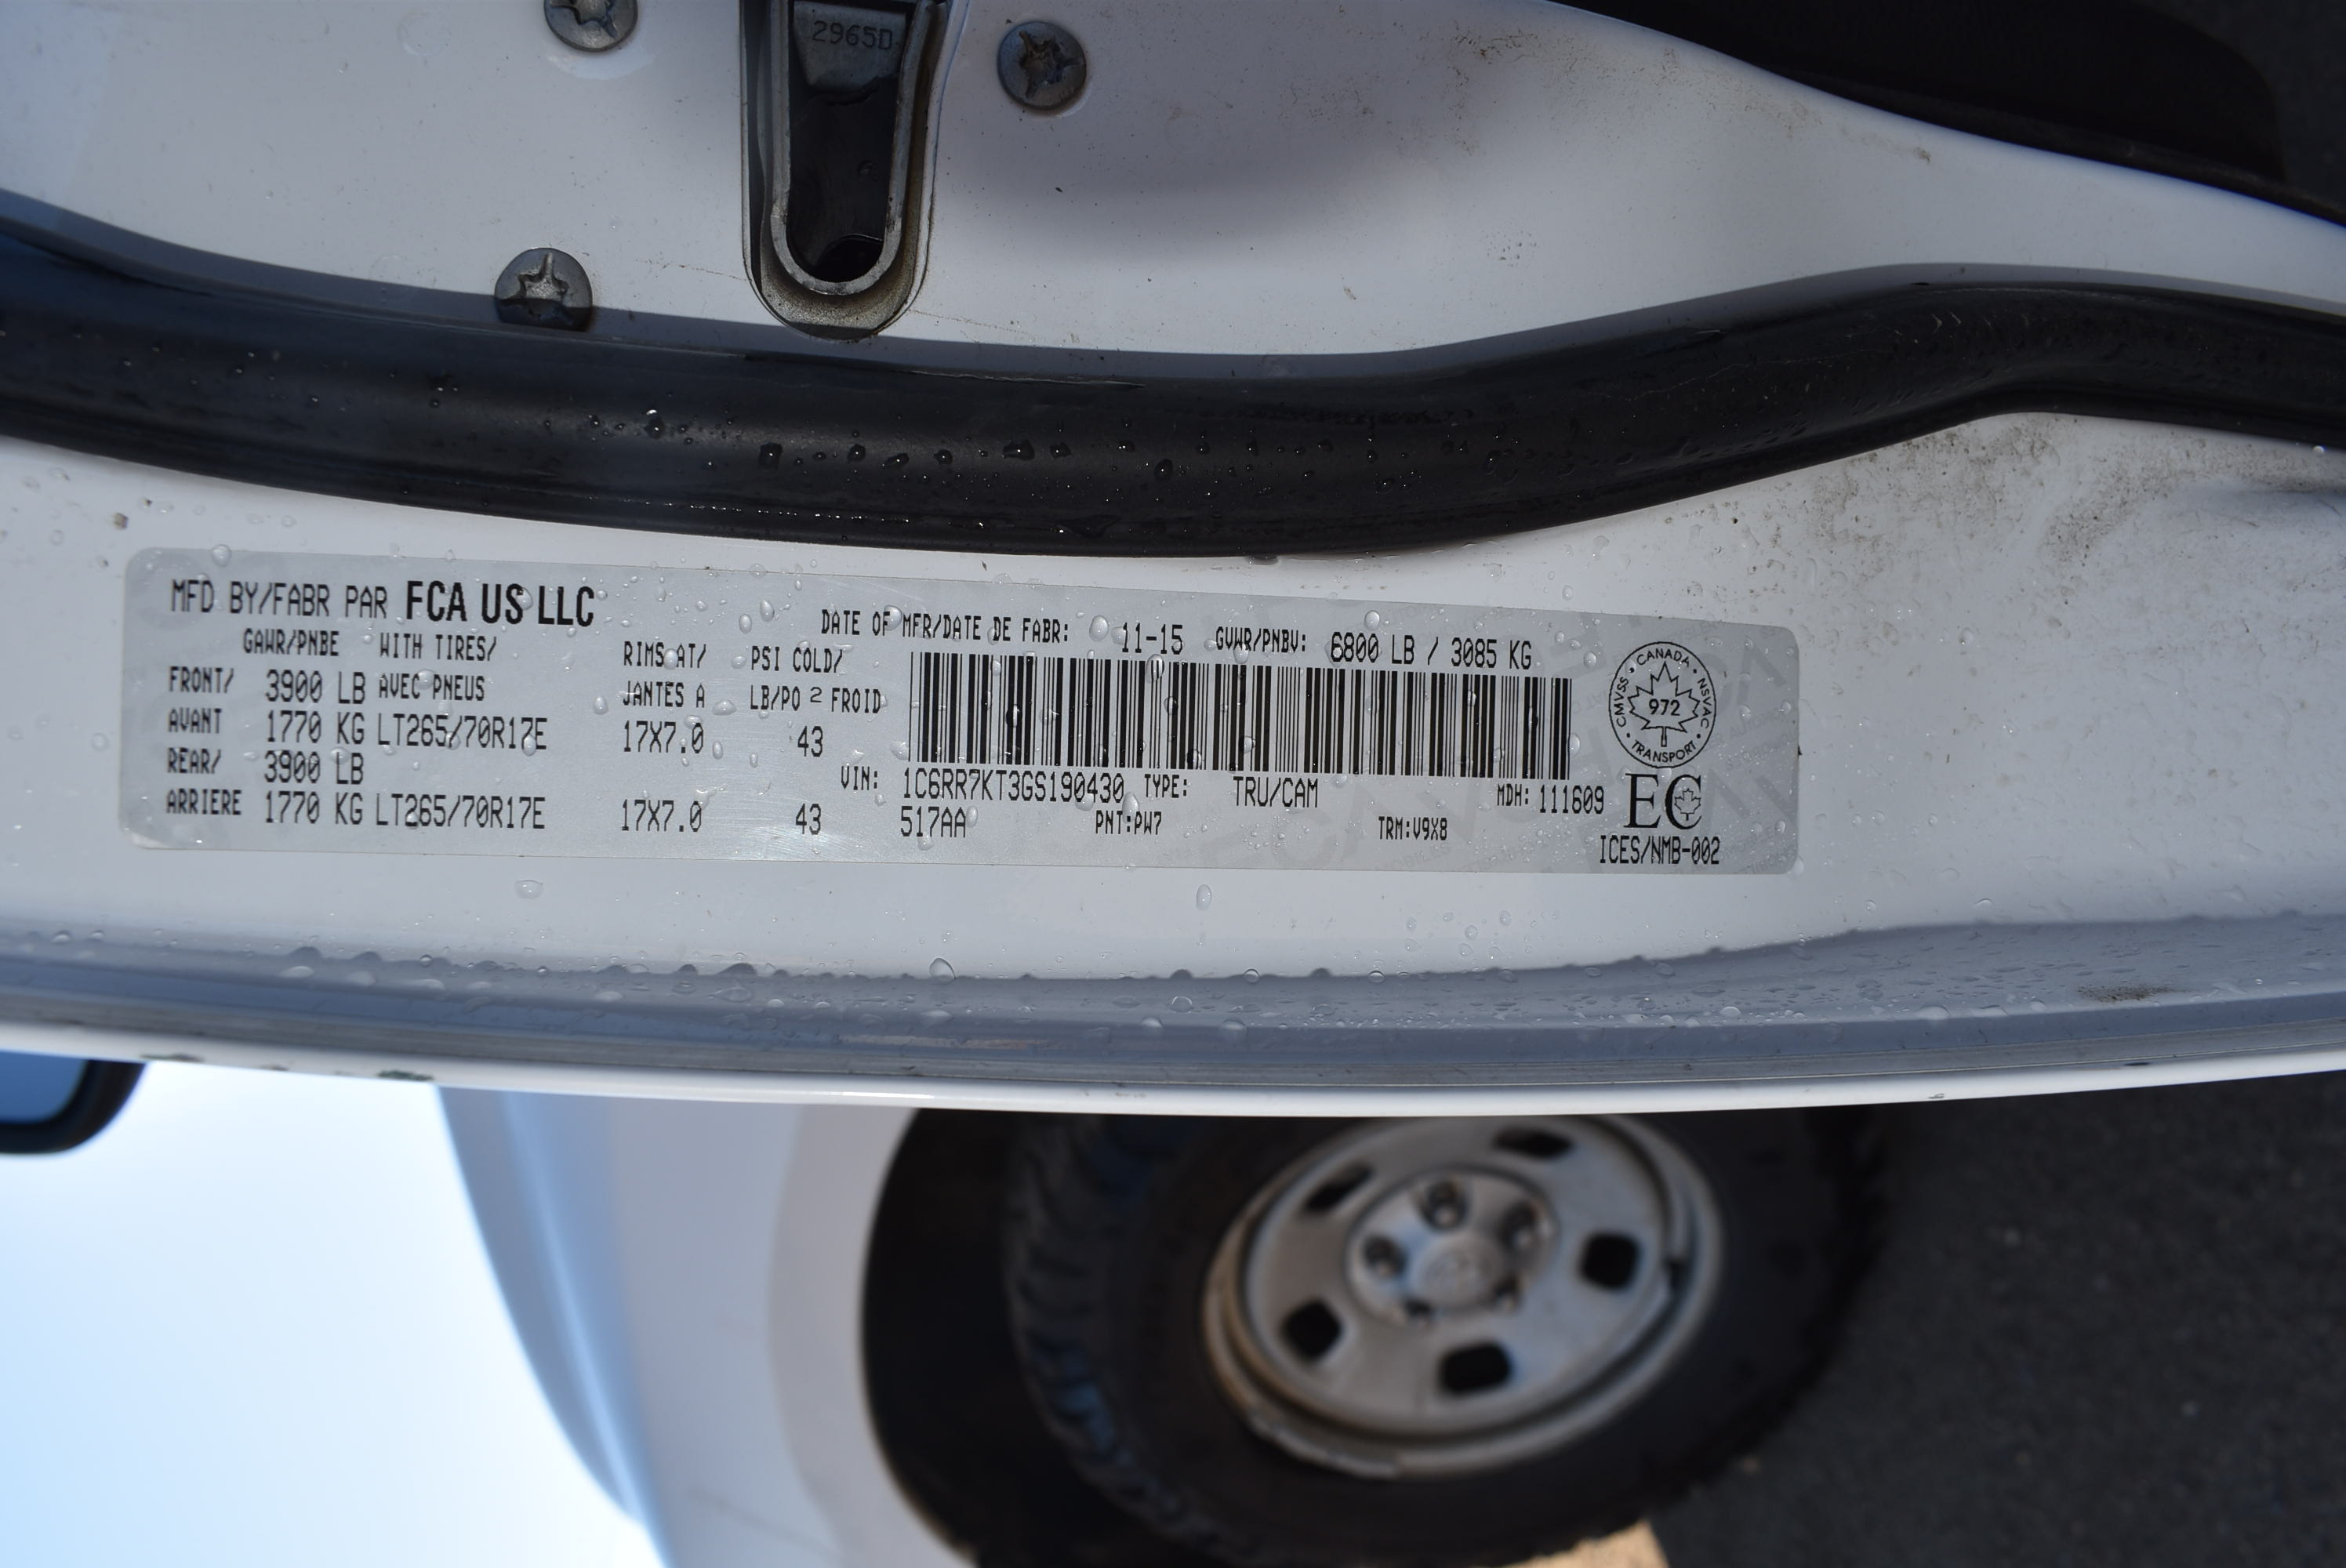 2965D
MFD BY/FABR PAR FCA US LLC
DATE OF MFR/DATE DE FABR: 11-15 GVWR/PNBV: 6800 LB / 3085 KG
GAWR/PNBE WITH TIRES/ RIMS AT/ PSI COLD/
FRONT/ 3900 LB AVEC PNEUS JANTES A LB/PO 2 FROID
AVANT 1770 KG LT265/70R17E 17X7.0 43
REAR/ 3900 LB
ARRIERE 1770 KG LT265/70R17E 17X7.0 43
VIN: 1C6RR7KT3GS190430 TYPE: TRU/CAM MDH: 111609
517AA PNT:PW7 TRM:V9X8
CANADA
CMVSS NSVAC
972
TRANSPORT
EC
ICES/NMB-002